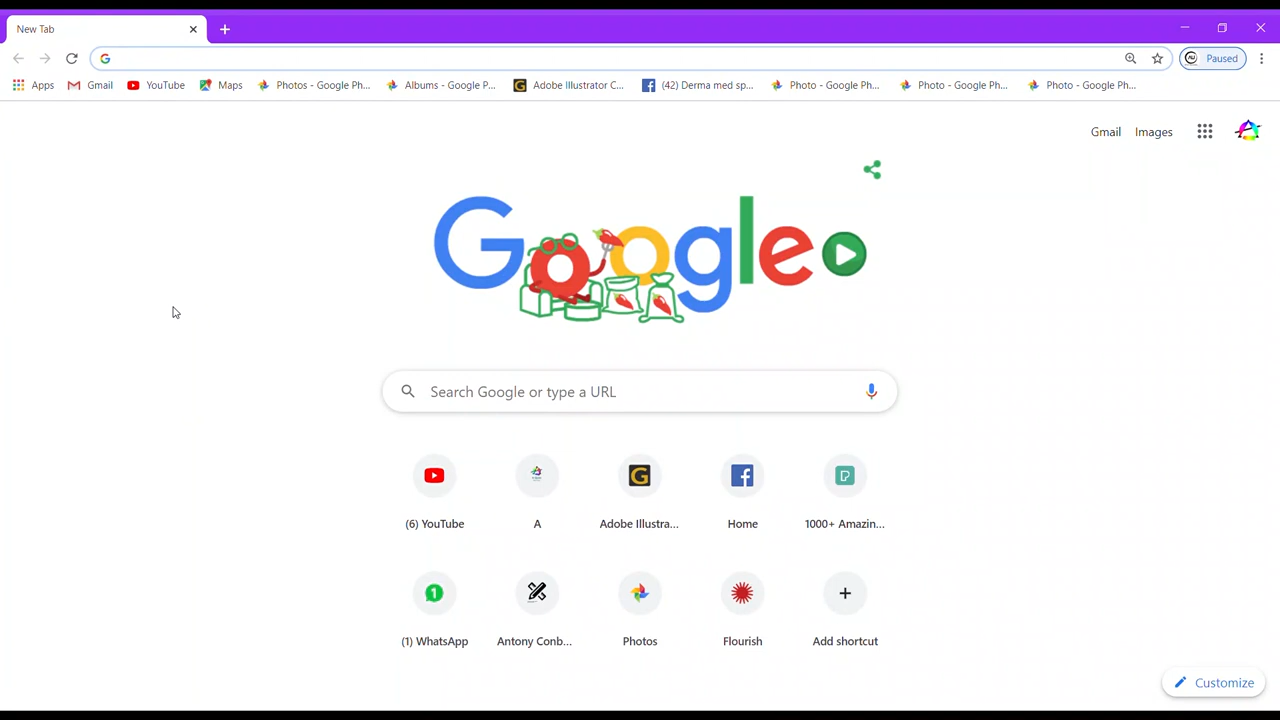 New Tab
Paused
Apps Gmail YouTube Maps Photos - Google Ph... Albums - Google P... Adobe Illustrator C... (42) Derma med sp... Photo - Google Ph... Photo - Google Ph... Photo - Google Ph...
Gmail Images
Google
Search Google or type a URL
(6) YouTube A Adobe Illustra... Home 1000+ Amazin...
(1) WhatsApp Antony Conb... Photos Flourish Add shortcut
Customize